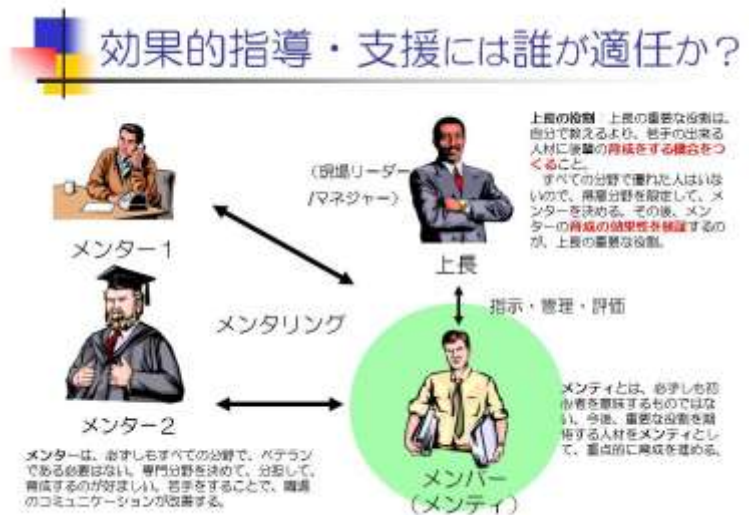 効果的指導・支援には誰が適任か？
上長の役割　上長の重要な役割は、
自分で教えるより、若手の出来る
人材に後輩の育成をする機会をつ
くること。
すべての分野で優れた人はいな
いので、得意分野を設定して、メ
ンターを決める。その後、メン
ターの育成の効果性を検証するの
が、上長の重要な役割。
（現場リーダー
/マネジャー）
メンター1
上長
指示・管理・評価
メンタリング
メンター2
メンターは、必ずしもすべての分野で、ベテラン
である必要はない。専門分野を決めて、分担して、
育成するのが好ましい。若手をすることで、職場
のコミュニケーションが改善する。
メンティとは、必ずしも初
心者を意味するものではな
い、今後、重要な役割を期
待する人材をメンティとし
て、重点的に育成を進める。
メンバー
（メンティ）